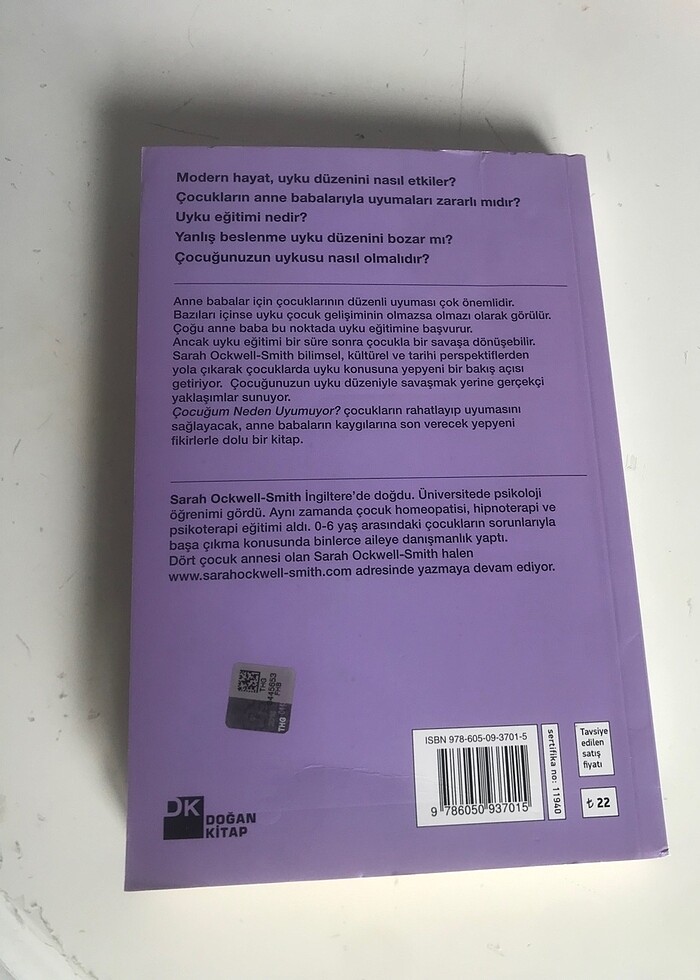 Modern hayat, uyku düzenini nasıl etkiler?
Çocukların anne babalarıyla uyumaları zararlı mıdır?
Uyku eğitimi nedir?
Yanlış beslenme uyku düzenini bozar mı?
Çocuğunuzun uykusu nasıl olmalıdır?
Anne babalar için çocuklarının düzenli uyuması çok önemlidir.
Bazıları içinse uyku çocuk gelişiminin olmazsa olmazı olarak görülür.
Çoğu anne baba bu noktada uyku eğitimine başvurur.
Ancak uyku eğitimi bir süre sonra çocukla bir savaşa dönüşebilir.
Sarah Ockwell-Smith bilimsel, kültürel ve tarihi perspektiflerden
yola çıkarak çocuklarda uyku konusuna yepyeni bir bakış açısı
getiriyor. Çocuğunuzun uyku düzeniyle savaşmak yerine gerçekçi
yaklaşımlar sunuyor.
Çocuğum Neden Uyumuyor? çocukların rahatlayıp uyumasını
sağlayacak, anne babaların kaygılarına son verecek yepyeni
fikirlerle dolu bir kitap.
Sarah Ockwell-Smith İngiltere'de doğdu. Üniversitede psikoloji
öğrenimi gördü. Aynı zamanda çocuk homeopatisi, hipnoterapi ve
psikoterapi eğitimi aldı. 0-6 yaş arasındaki çocukların sorunlarıyla
başa çıkma konusunda binlerce aileye danışmanlık yaptı.
Dört çocuk annesi olan Sarah Ockwell-Smith halen
www.sarahockwell-smith.com adresinde yazmaya devam ediyor.
THG
445653
FHB
THG
DK
DOĞAN
KİTAP
ISBN 978-605-09-3701-5
9 786050 937015
sertifika no: 11940
Tavsiye
edilen
satış
fiyatı
₺ 22